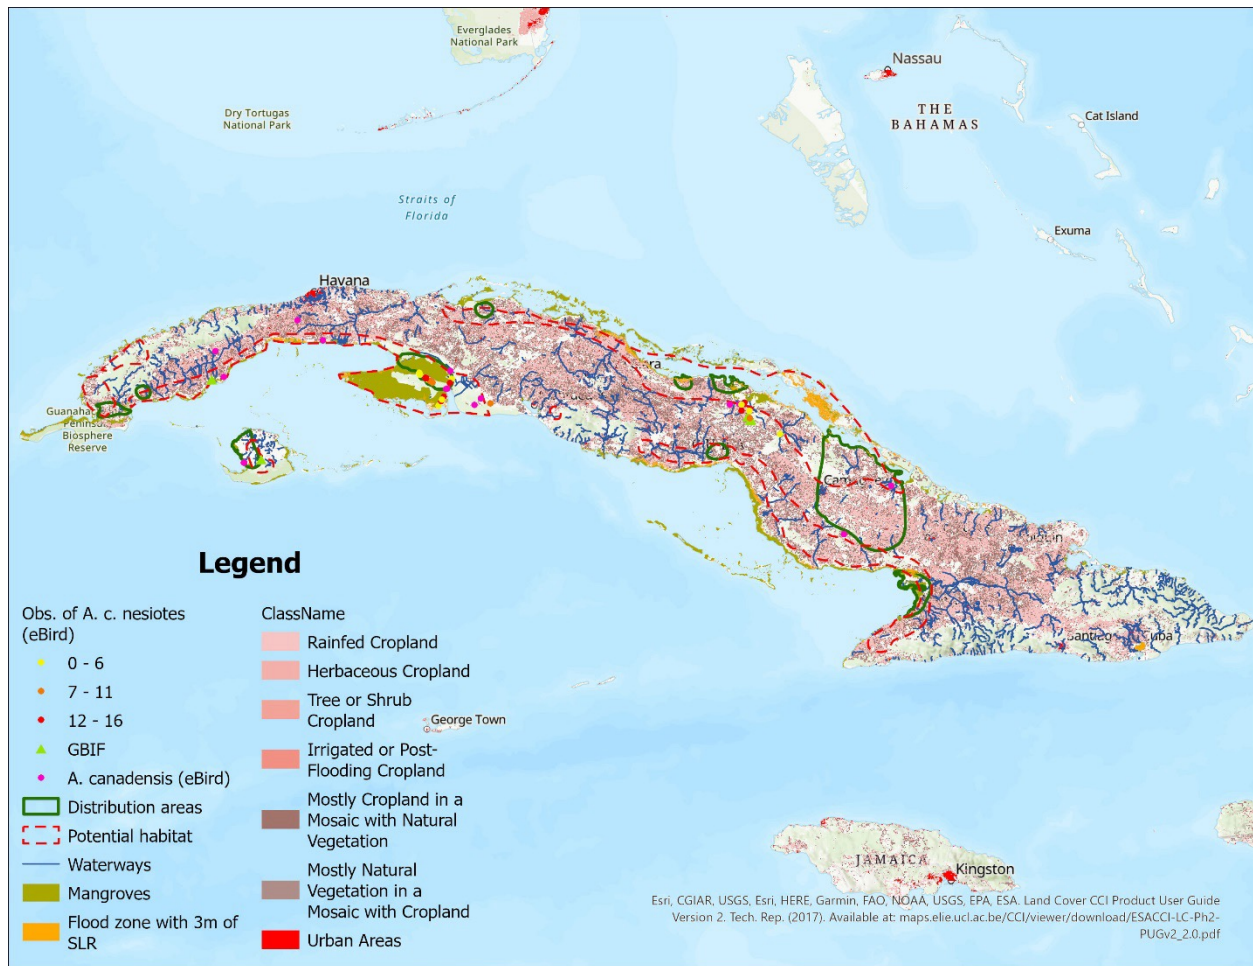 Everglades
National Park
Nassau
Dry Tortugas
National Park
THE
BAHAMAS
Cat Island
Straits of
Florida
Exuma
Havana
Guanaha
Peninsul
Biosphere
Reserve
George Town
JAMAICA
Kingston
Legend
Obs. of A. c. nesiotes
(eBird)
0 - 6
7 - 11
12 - 16
GBIF
A. canadensis (eBird)
Distribution areas
Potential habitat
Waterways
Mangroves
Flood zone with 3m of
SLR
ClassName
Rainfed Cropland
Herbaceous Cropland
Tree or Shrub
Cropland
Irrigated or Post-
Flooding Cropland
Mostly Cropland in a
Mosaic with Natural
Vegetation
Mostly Natural
Vegetation in a
Mosaic with Cropland
Urban Areas
Esri, CGIAR, USGS, Esri, HERE, Garmin, FAO, NOAA, USGS, EPA, ESA. Land Cover CCI Product User Guide
Version 2. Tech. Rep. (2017). Available at: maps.elie.ucl.ac.be/CCI/viewer/download/ESACCI-LC-Ph2-
PUGv2_2.0.pdf